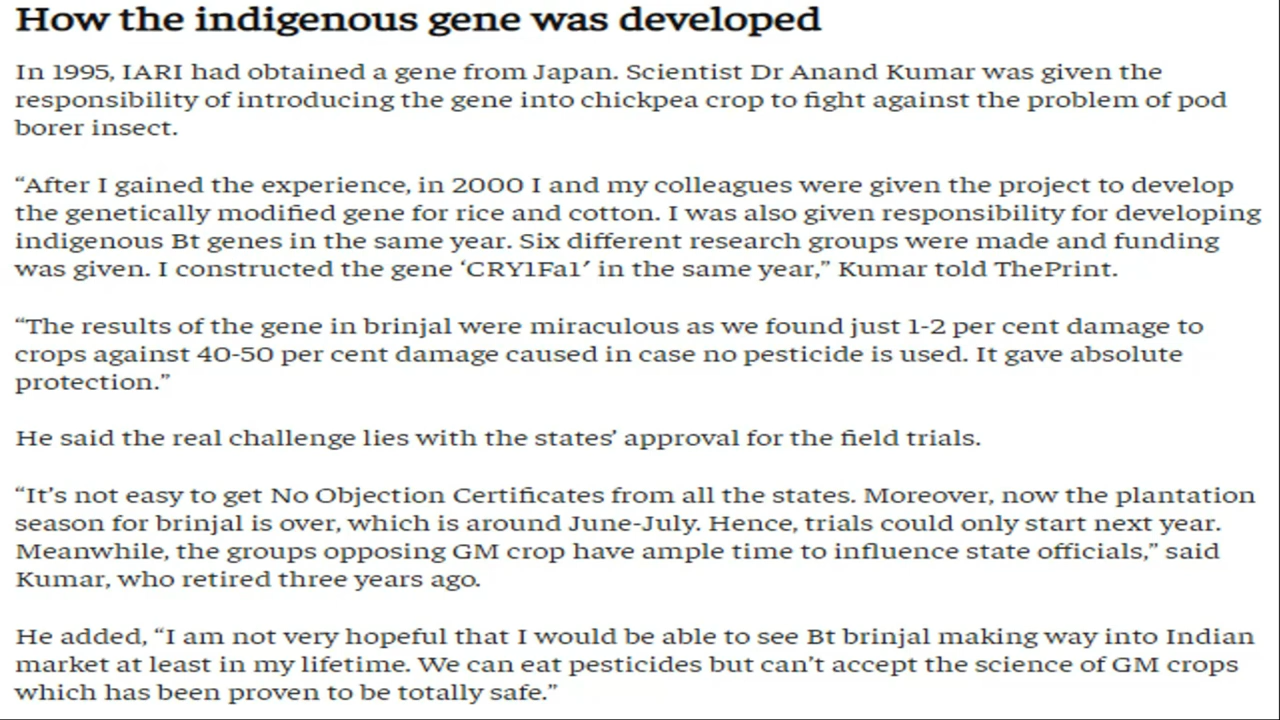 How the indigenous gene was developed
In 1995, IARI had obtained a gene from Japan. Scientist Dr Anand Kumar was given the
responsibility of introducing the gene into chickpea crop to fight against the problem of pod
borer insect.
“After I gained the experience, in 2000 I and my colleagues were given the project to develop
the genetically modified gene for rice and cotton. I was also given responsibility for developing
indigenous Bt genes in the same year. Six different research groups were made and funding
was given. I constructed the gene ‘CRY1Fa1’ in the same year,” Kumar told ThePrint.
“The results of the gene in brinjal were miraculous as we found just 1-2 per cent damage to
crops against 40-50 per cent damage caused in case no pesticide is used. It gave absolute
protection.”
He said the real challenge lies with the states’ approval for the field trials.
“It’s not easy to get No Objection Certificates from all the states. Moreover, now the plantation
season for brinjal is over, which is around June-July. Hence, trials could only start next year.
Meanwhile, the groups opposing GM crop have ample time to influence state officials,” said
Kumar, who retired three years ago.
He added, “I am not very hopeful that I would be able to see Bt brinjal making way into Indian
market at least in my lifetime. We can eat pesticides but can’t accept the science of GM crops
which has been proven to be totally safe.”